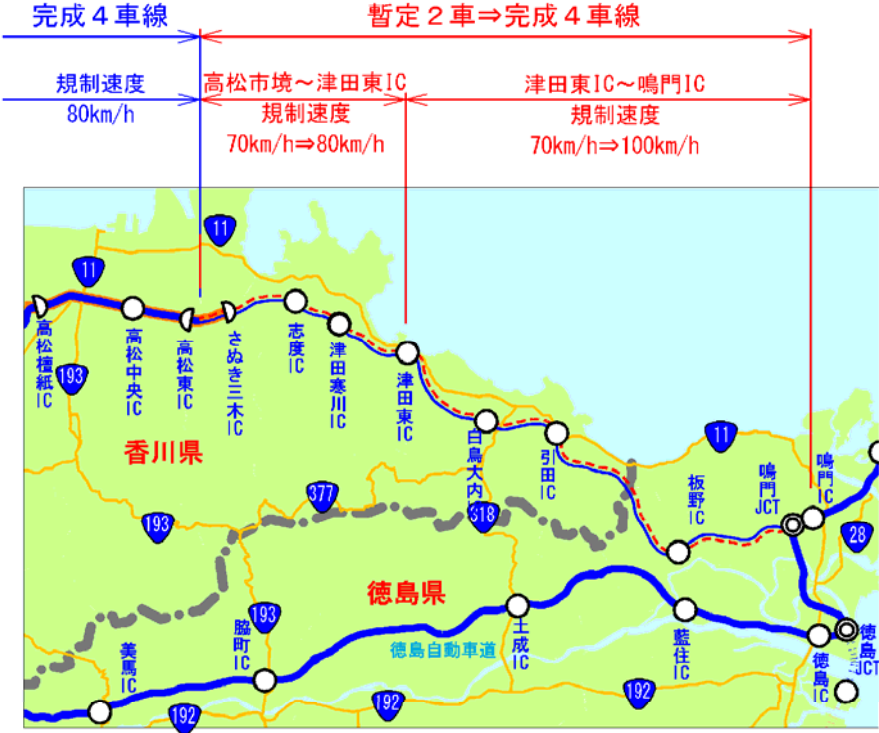 完成4車線
暫定2車⇒完成4車線
規制速度
80km/h
高松市境～津田東IC
規制速度
70km/h⇒80km/h
津田東IC～鳴門IC
規制速度
70km/h⇒100km/h
11
11
高松檀紙IC
高松中央IC
高松東IC
さぬき三木IC
志度IC
津田寒川IC
津田東IC
193
香川県
白鳥大内
引田IC
11
板野IC
鳴門JCT
鳴門IC
377
193
318
28
徳島県
193
脇町IC
美馬IC
徳島自動車道
土成IC
藍住IC
徳島IC
徳島JCT
192
192
192